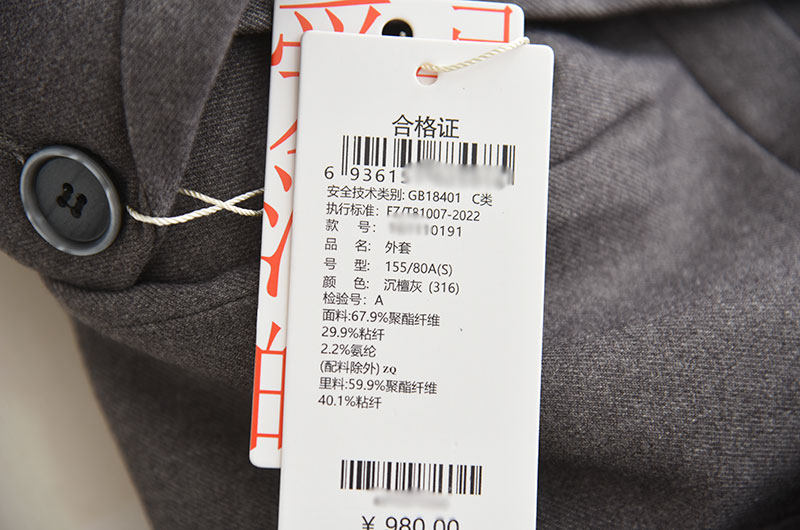 合格证
6 93615
安全技术类别: GB18401 C类
执行标准: FZ/T81007-2022
款 号: 0191
品 名: 外套
号 型: 155/80A(S)
颜 色: 沉檀灰 (316)
检验号: A
面料:67.9%聚酯纤维
29.9%粘纤
2.2%氨纶
(配料除外) ZQ
里料:59.9%聚酯纤维
40.1%粘纤
¥ 980.00